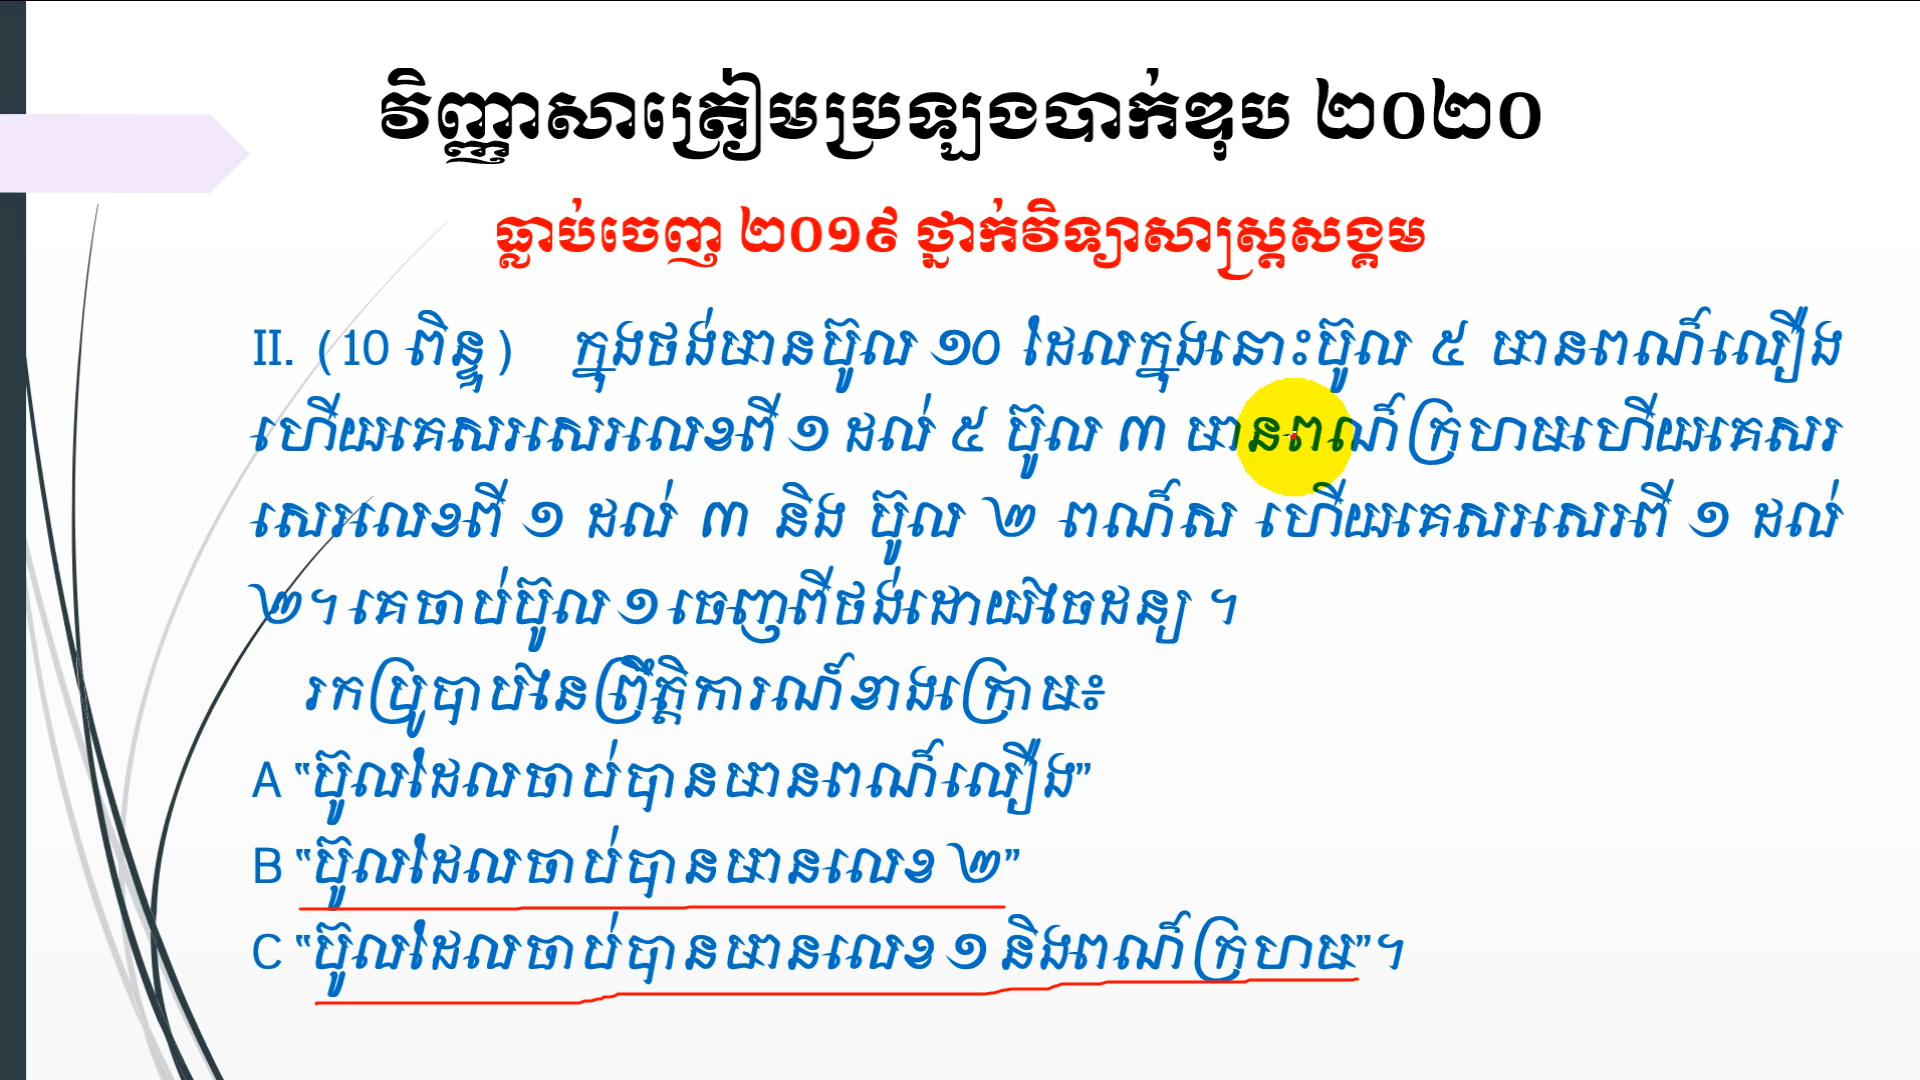 វិញ្ញាសាត្រៀមប្រឡងបាក់ឌុប ២០២០
ធ្លាប់ចេញ ២០១៩ ថ្នាក់វិទ្យាសាស្ត្រសង្គម
II. (10 ពិន្ទុ) ក្នុងថង់មានប៊ូល ១០ ដែលក្នុងនោះប៊ូល ៥ មានពណ៌លឿង
ហើយគេសរសេរលេខពី ១ ដល់ ៥ ប៊ូល ៣ មានពណ៌ក្រហមហើយគេសរ
សេរលេខពី ១ ដល់ ៣ និង ប៊ូល ២ ពណ៌ស ហើយគេសរសេរពី ១ ដល់
២។ គេចាប់ប៊ូល ១ ចេញពីថង់ដោយចៃដន្យ ។
រកប្រូបាបនៃព្រឹត្តិការណ៍ខាងក្រោម៖
A “ប៊ូលដែលចាប់បានមានពណ៌លឿង”
B “ប៊ូលដែលចាប់បានមានលេខ ២”
C “ប៊ូលដែលចាប់បានមានលេខ ១ និងពណ៌ក្រហម”។